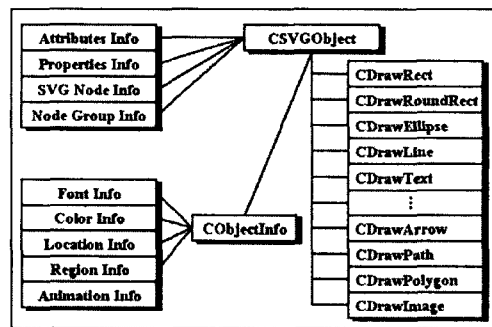 CSVGObject
Attributes Info
Properties Info
SVG Node Info
Node Group Info
Font Info
Color Info
Location Info
Region Info
Animation Info
CObjectInfo
CDrawRect
CDrawRoundRect
CDrawEllipse
CDrawLine
CDrawText
⋮
CDrawArrow
CDrawPath
CDrawPolygon
CDrawImage